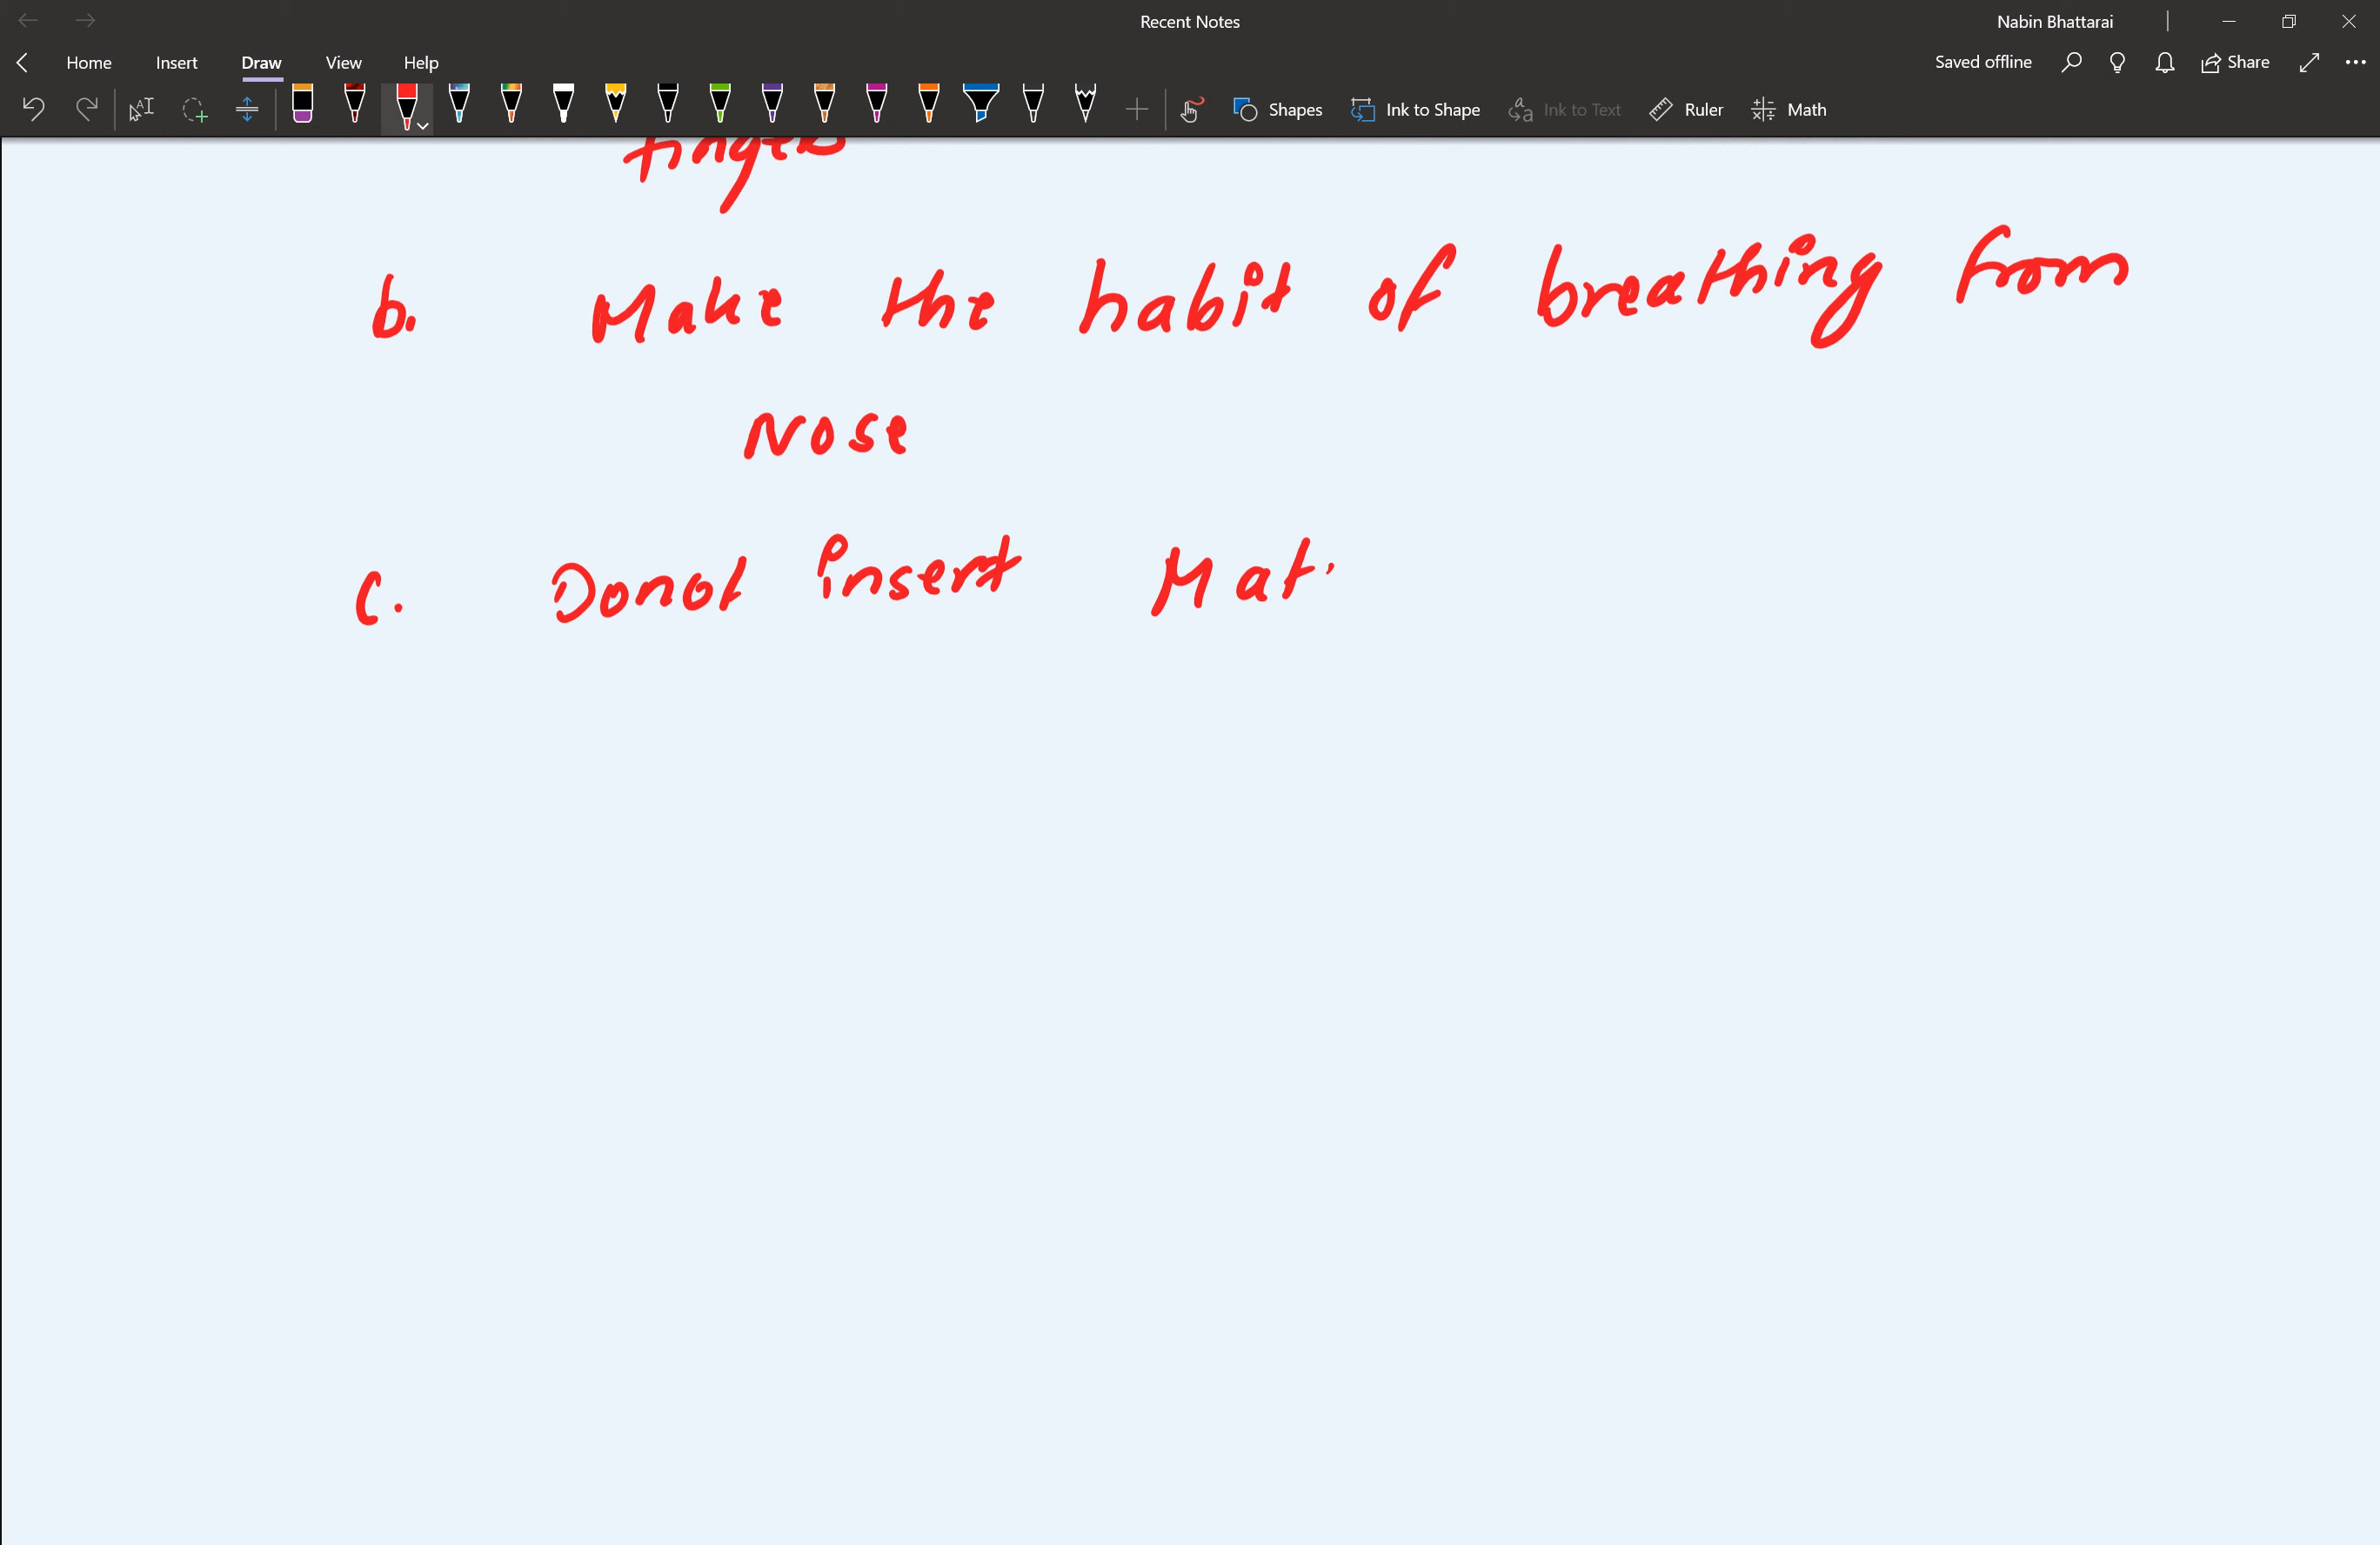 Recent Notes
Nabin Bhattarai
Home Insert Draw View Help
Saved offline
Share
Shapes Ink to Shape Ink to Text Ruler Math
b. Make the habit of breathing from
Nose
c. Donot insert Mat